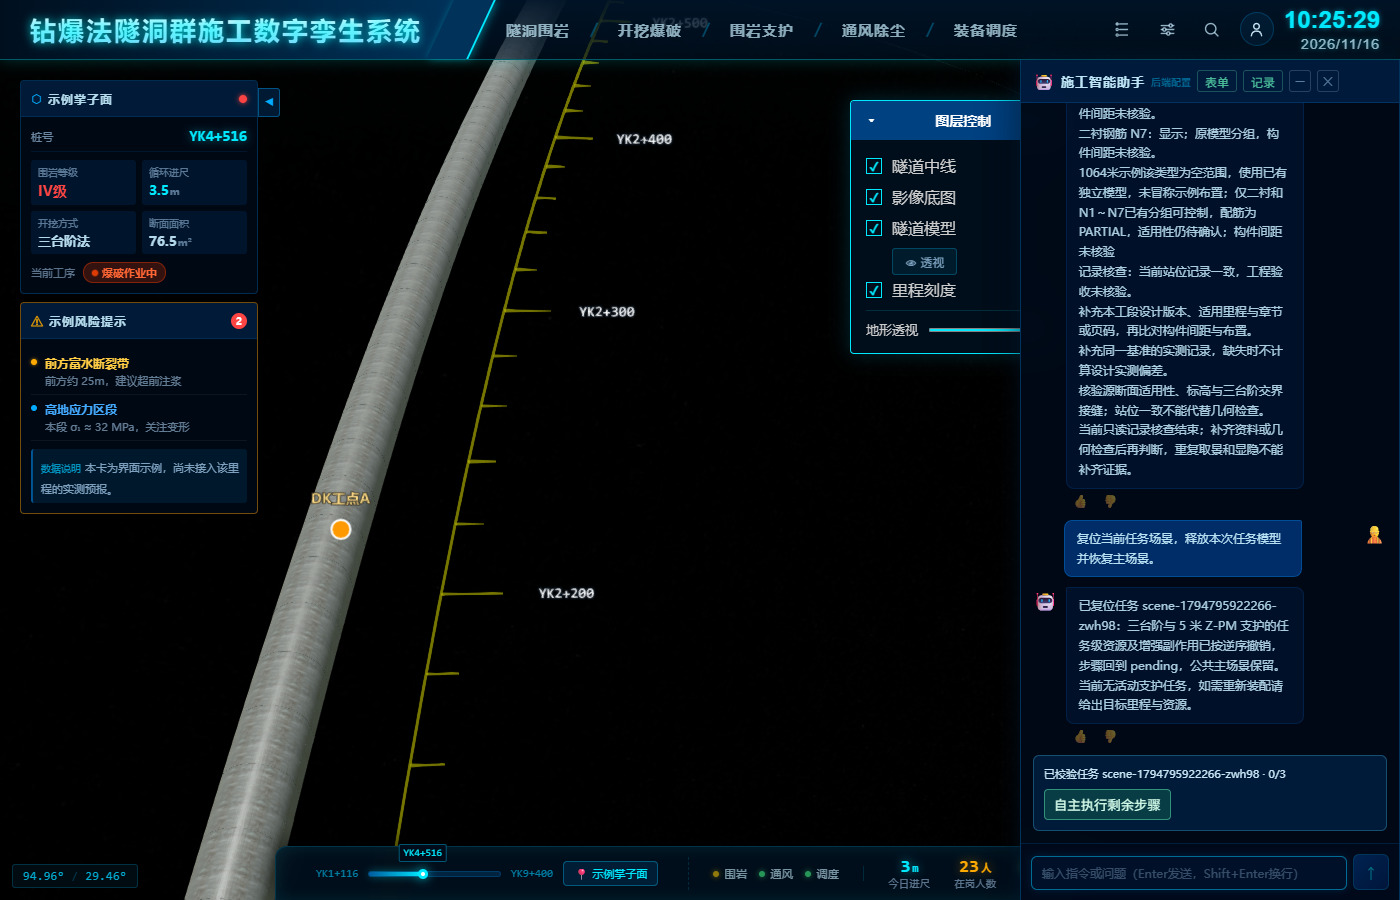 钻爆法隧洞群施工数字孪生系统
隧洞围岩 / 开挖爆破 / 围岩支护 / 通风除尘 / 装备调度
10:25:29
2026/11/16
示例掌子面
桩号 YK4+516
围岩等级
IV级
循环进尺
3.5m
开挖方式
三台阶法
断面面积
76.5m²
当前工序 爆破作业中
示例风险提示 2
前方富水断裂带
前方约 25m，建议超前注浆
高地应力区段
本段 σ₁ ≈ 32 MPa，关注变形
数据说明 本卡为界面示例，尚未接入该里
程的实测预报。
YK2+500
YK2+400
YK2+300
YK2+200
DK工点A
图层控制
隧道中线
影像底图
隧道模型
透视
里程刻度
地形透视
施工智能助手 后端配置 表单 记录
件间距未核验。
二衬钢筋 N7：显示；原模型分组，构
件间距未核验。
1064米示例该类型为空范围，使用已有
独立模型，未冒称示例布置；仅二衬和
N1～N7已有分组可控制，配筋为
PARTIAL，适用性仍待确认；构件间距
未核验
记录核查：当前站位记录一致，工程验
收未核验。
补充本工段设计版本、适用里程与章节
或页码，再比对构件间距与布置。
补充同一基准的实测记录，缺失时不计
算设计实测偏差。
核验源断面适用性、标高与三台阶交界
接缝；站位一致不能代替几何检查。
当前只读记录核查结束；补齐资料或几
何检查后再判断，重复取景和显隐不能
补齐证据。
复位当前任务场景，释放本次任务模型
并恢复主场景。
已复位任务 scene-1794795922266-
zwh98：三台阶与 5 米 Z-PM 支护的任
务级资源及增强副作用已按逆序撤销，
步骤回到 pending，公共主场景保留。
当前无活动支护任务，如需重新装配请
给出目标里程与资源。
已校验任务 scene-1794795922266-zwh98 · 0/3
自主执行剩余步骤
输入指令或问题（Enter发送，Shift+Enter换行）
94.96° / 29.46°
YK4+516
YK1+116
YK9+400
示例掌子面
围岩
通风
调度
3m
今日进尺
23人
在岗人数